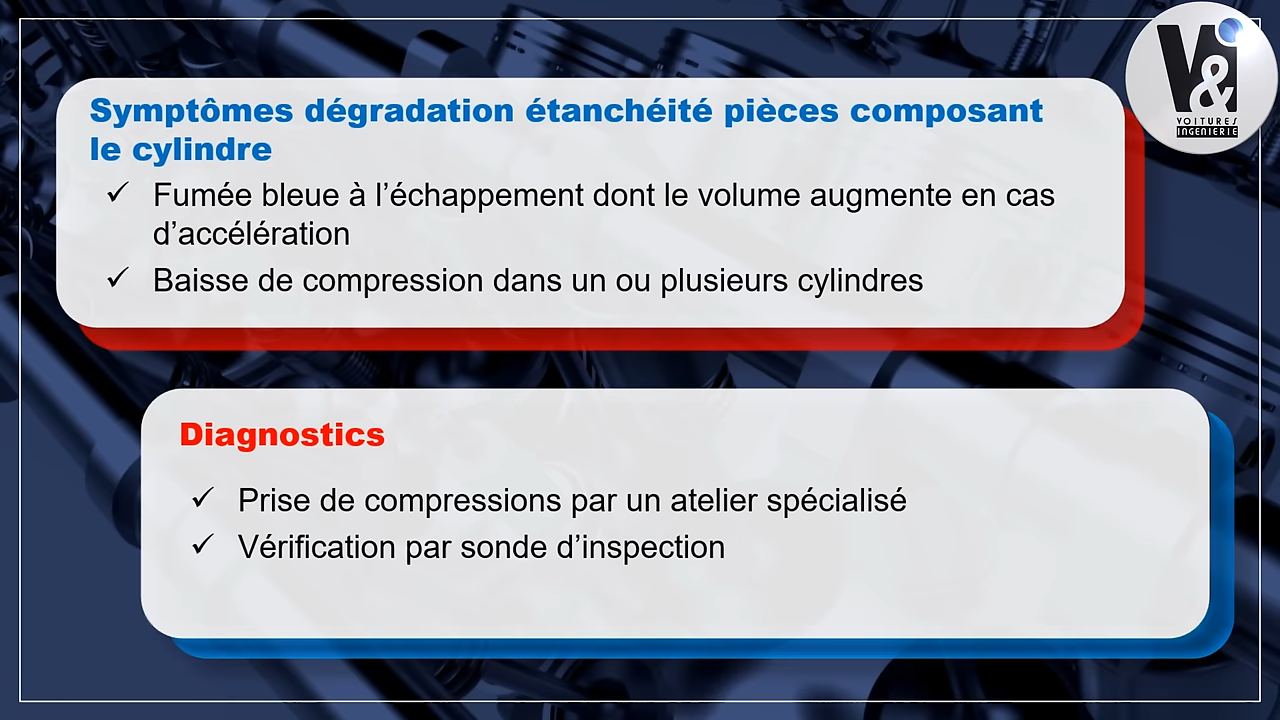 V&i
VOITURES
INGENIERIE
Symptômes dégradation étanchéité pièces composant
le cylindre
✓ Fumée bleue à l’échappement dont le volume augmente en cas
d’accélération
✓ Baisse de compression dans un ou plusieurs cylindres
Diagnostics
✓ Prise de compressions par un atelier spécialisé
✓ Vérification par sonde d’inspection